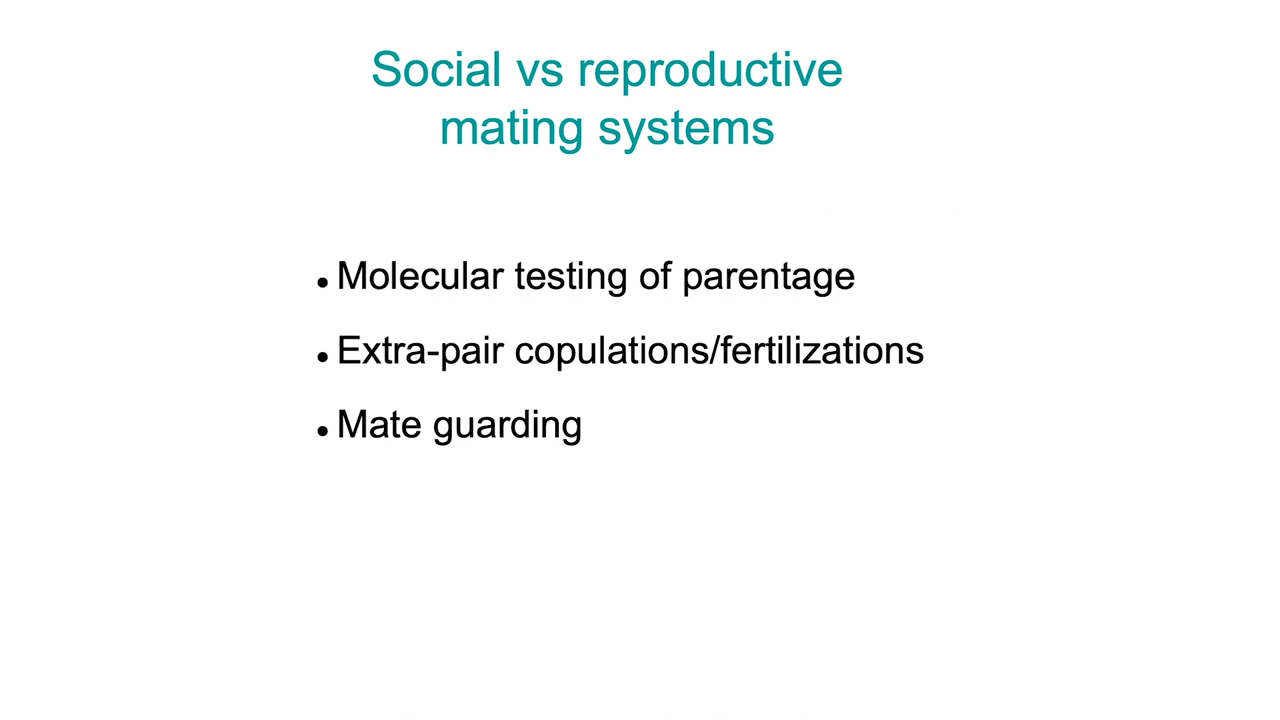 Social vs reproductive
mating systems
• Molecular testing of parentage
• Extra-pair copulations/fertilizations
• Mate guarding